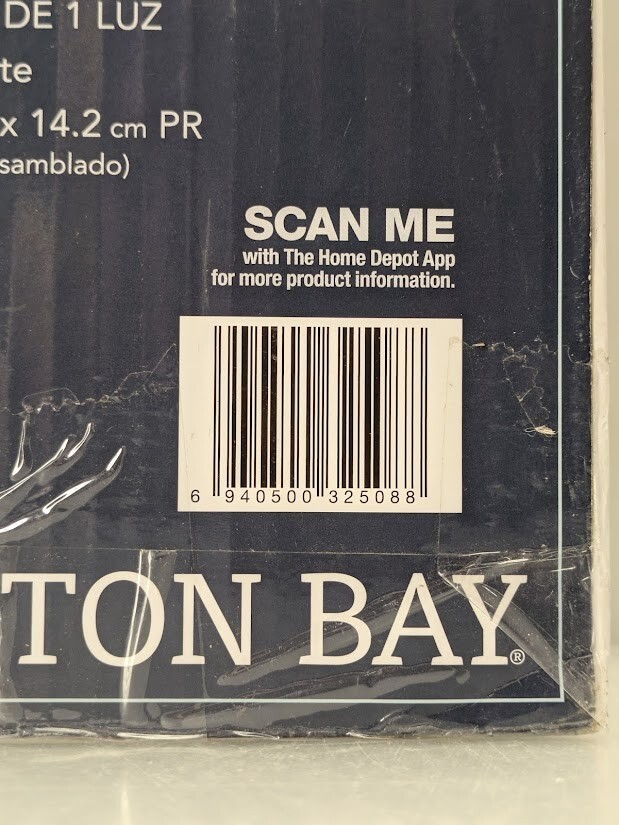 DE 1 LUZ
te
x 14.2 cm PR
samblado)
SCAN ME
with The Home Depot App
for more product information.
6 940500 325088
TON BAY®